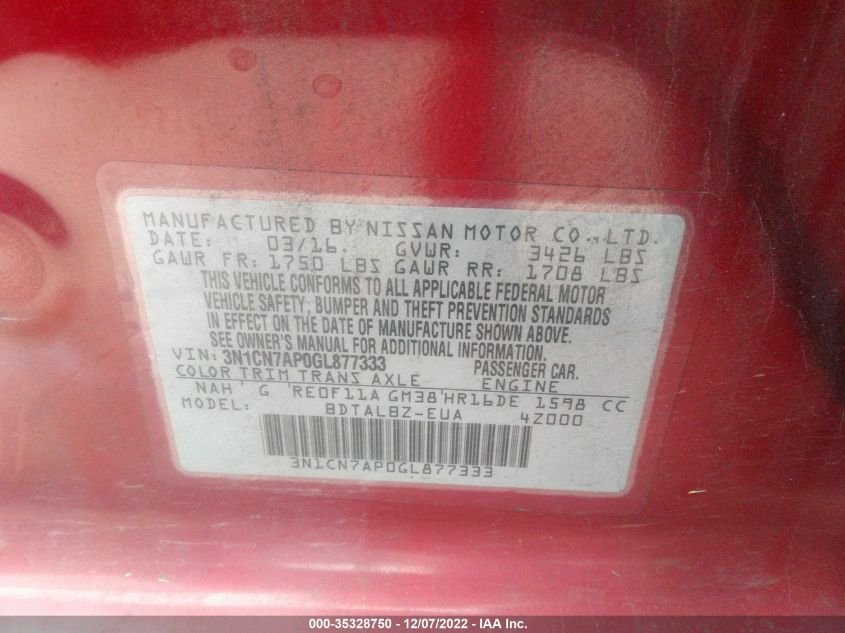 MANUFACTURED BY NISSAN MOTOR CO., LTD.
DATE: 03/16. GVWR: 3426 LBS
GAWR FR: 1750 LBS GAWR RR: 1708 LBS
THIS VEHICLE CONFORMS TO ALL APPLICABLE FEDERAL MOTOR
VEHICLE SAFETY, BUMPER AND THEFT PREVENTION STANDARDS
IN EFFECT ON THE DATE OF MANUFACTURE SHOWN ABOVE.
SEE OWNER'S MANUAL FOR ADDITIONAL INFORMATION.
VIN: 3N1CN7AP0GL877333 PASSENGER CAR.
COLOR TRIM TRANS AXLE ENGINE
NAH ' G 'RE0F11A GM38'HR16DE 1598 CC
MODEL: BDTALBZ-EUA 4Z000
3N1CN7AP0GL877333
000-35328750 - 12/07/2022 - IAA Inc.